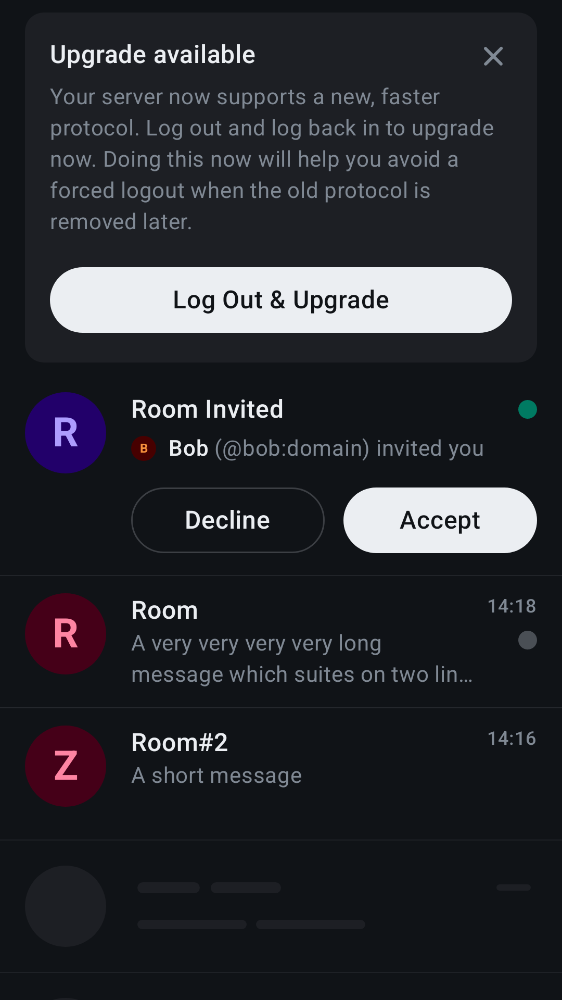 Upgrade available
Your server now supports a new, faster
protocol. Log out and log back in to upgrade
now. Doing this now will help you avoid a
forced logout when the old protocol is
removed later.
Log Out & Upgrade
R
Room Invited
B Bob (@bob:domain) invited you
Decline Accept
R
Room 14:18
A very very very very long
message which suites on two lin…
Z
Room#2 14:16
A short message